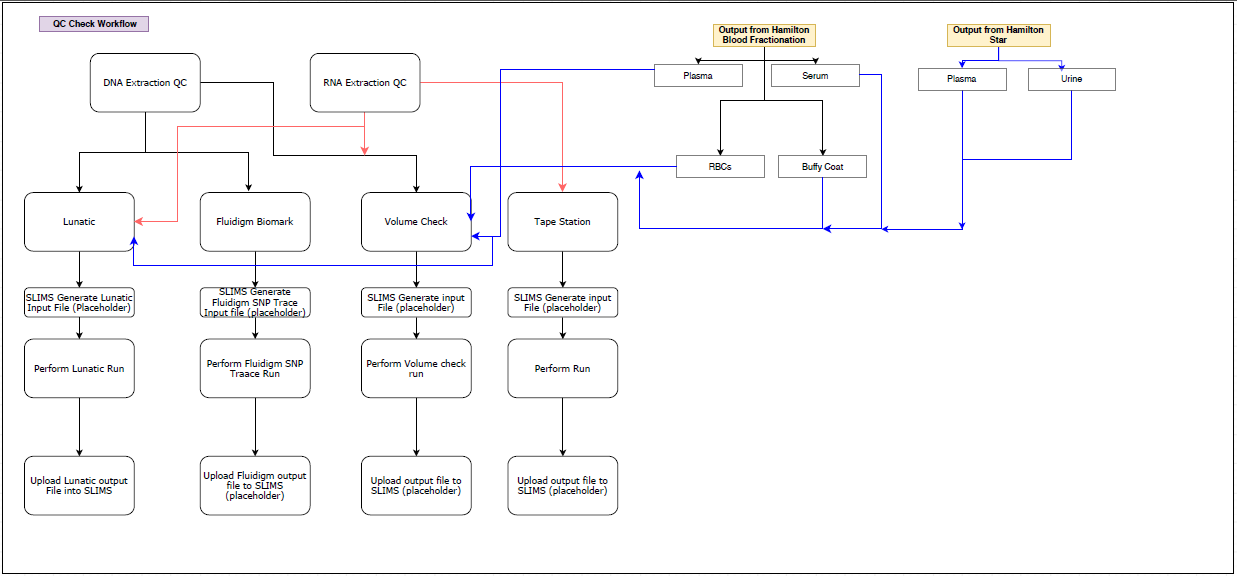 QC Check Workflow
Output from Hamilton
Blood Fractionation
Output from Hamilton
Star
DNA Extraction QC
RNA Extraction QC
Plasma
Serum
Plasma
Urine
RBCs
Buffy Coat
Lunatic
Fluidigm Biomark
Volume Check
Tape Station
SLIMS Generate Lunatic
Input File (Placeholder)
SLIMS Generate
Fluidigm SNP Trace
Input file (placeholder)
SLIMS Generate input
File (placeholder)
SLIMS Generate input
File (placeholder)
Perform Lunatic Run
Perform Fluidigm SNP
Traace Run
Perform Volume check
run
Perform Run
Upload Lunatic output
File into SLIMS
Upload Fluidigm output
file to SLIMS
(placeholder)
Upload output file to
SLIMS (placeholder)
Upload output file to
SLIMS (placeholder)